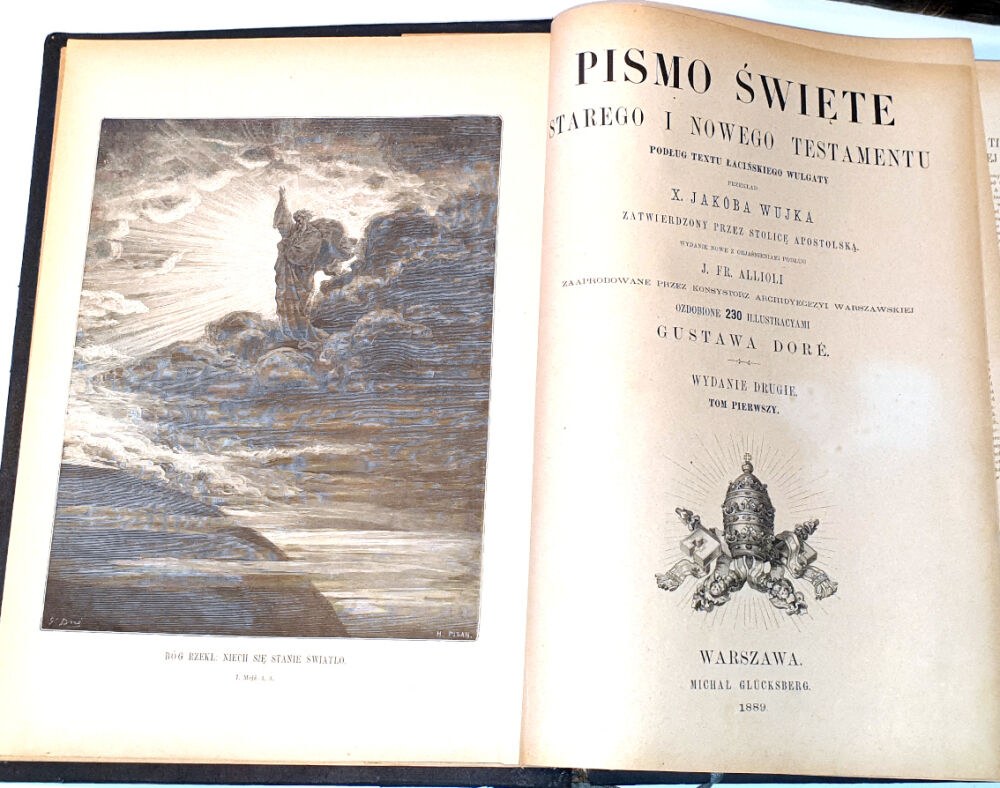 G. Doré
H. PISAN.
BÓG RZEKŁ: NIECH SIĘ STANIE ŚWIATŁO.
PISMO ŚWIĘTE
STAREGO I NOWEGO TESTAMENTU
PODŁUG TEXTU ŁACIŃSKIEGO WULGATY
PRZEKŁAD
X. JAKÓBA WUJKA
ZATWIERDZONY PRZEZ STOLICĘ APOSTOLSKĄ.
WYDANIE NOWE Z OBJAŚNIENIAMI PODŁUG
J. FR. ALLIOLI
ZAAPROBOWANE PRZEZ KONSYSTORZ ARCHIDYECEZYI WARSZAWSKIEJ
OZDOBIONE 230 ILLUSTRACYAMI
GUSTAWA DORÉ.
WYDANIE DRUGIE.
TOM PIERWSZY.
WARSZAWA.
MICHAŁ GLÜCKSBERG.
1889